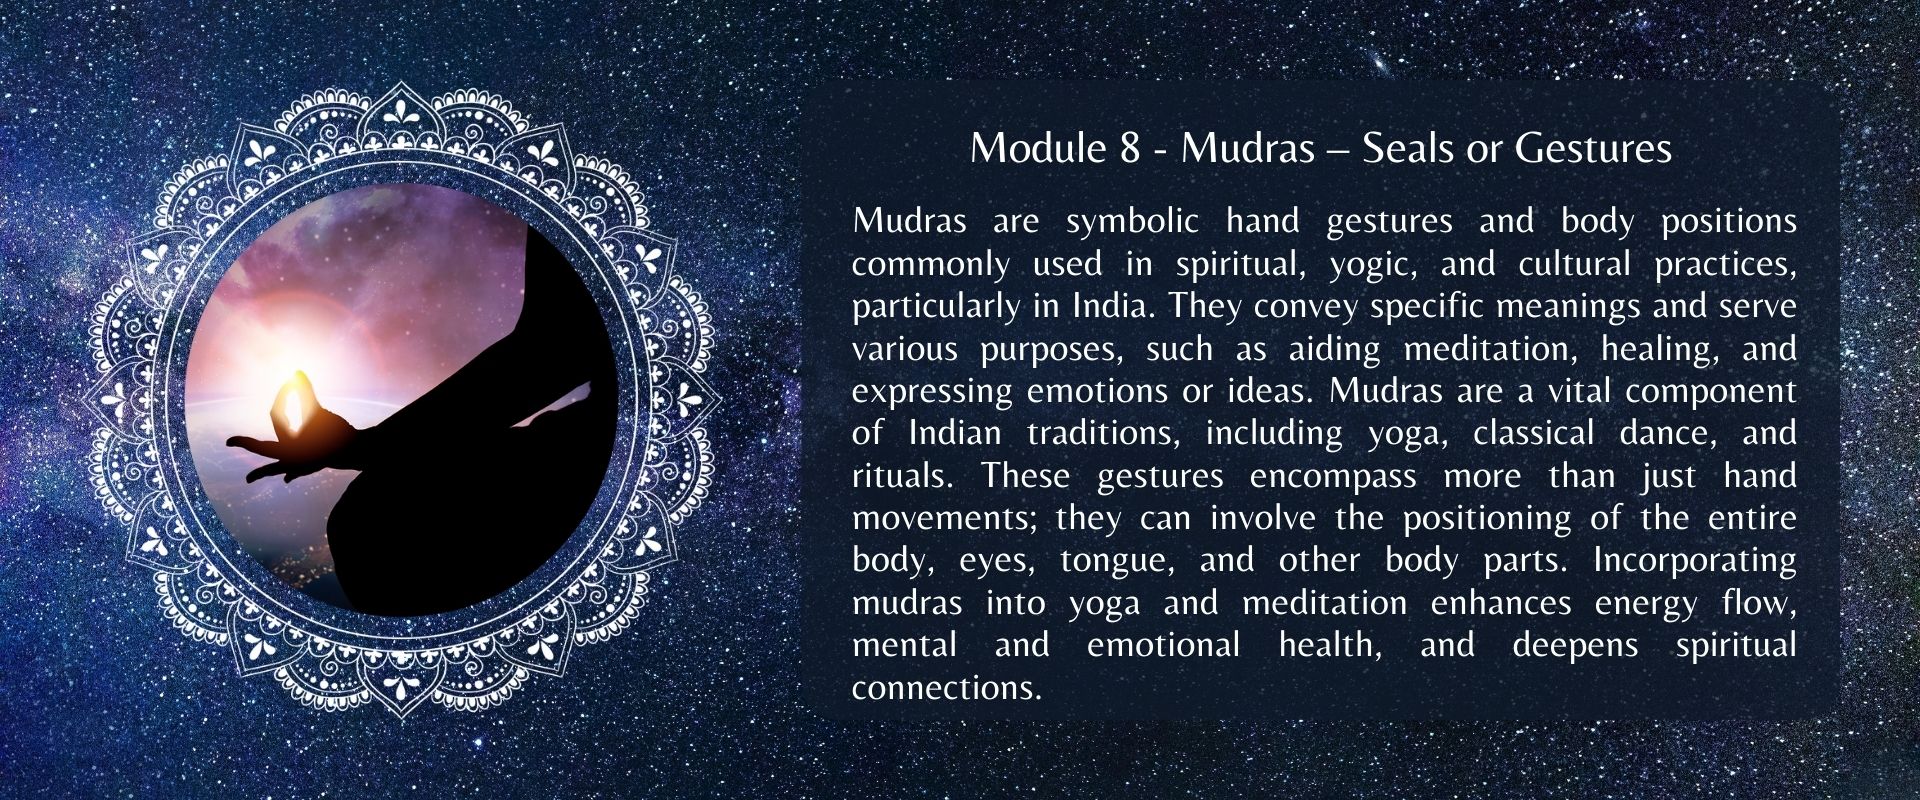 Module 8 - Mudras – Seals or Gestures
Mudras are symbolic hand gestures and body positions
commonly used in spiritual, yogic, and cultural practices,
particularly in India. They convey specific meanings and serve
various purposes, such as aiding meditation, healing, and
expressing emotions or ideas. Mudras are a vital component
of Indian traditions, including yoga, classical dance, and
rituals. These gestures encompass more than just hand
movements; they can involve the positioning of the entire
body, eyes, tongue, and other body parts. Incorporating
mudras into yoga and meditation enhances energy flow,
mental and emotional health, and deepens spiritual
connections.